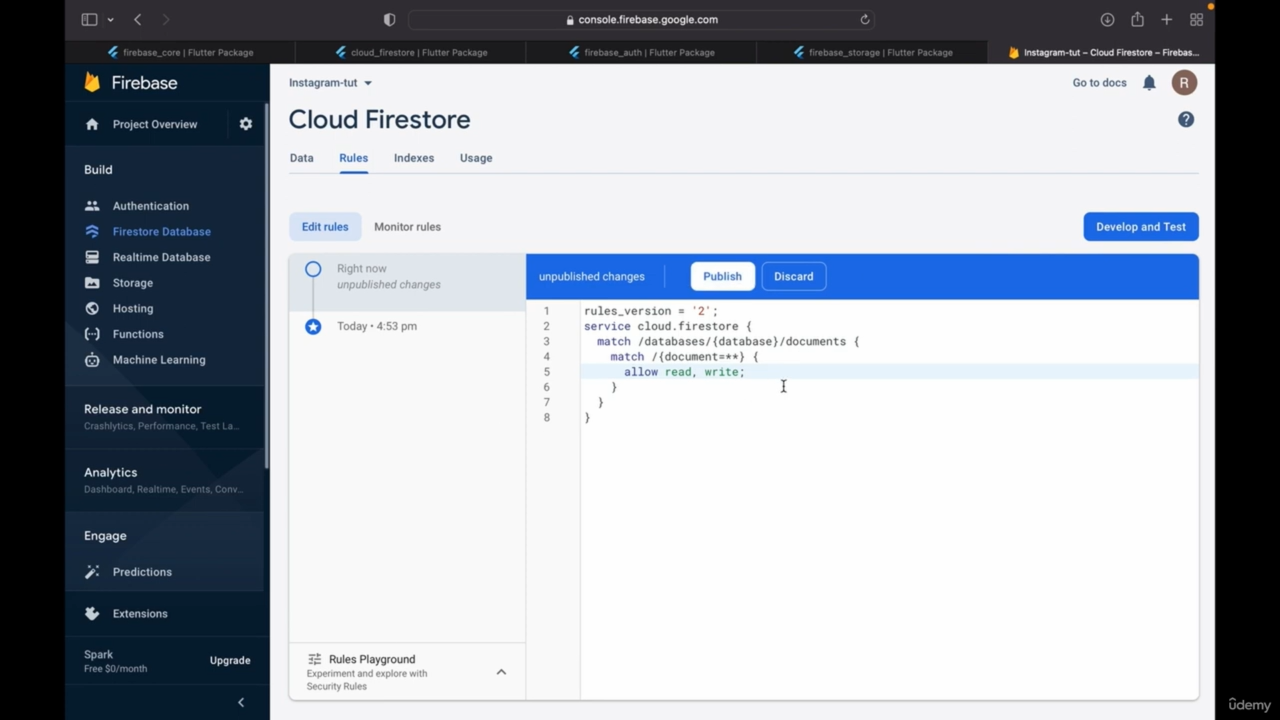 console.firebase.google.com
firebase_core | Flutter Package
cloud_firestore | Flutter Package
firebase_auth | Flutter Package
firebase_storage | Flutter Package
Instagram-tut – Cloud Firestore – Firebas...
Firebase
Project Overview
Build
Authentication
Firestore Database
Realtime Database
Storage
Hosting
Functions
Machine Learning
Release and monitor
Crashlytics, Performance, Test La...
Analytics
Dashboard, Realtime, Events, Conv...
Engage
Predictions
Extensions
Spark
Free $0/month
Upgrade
Instagram-tut
Go to docs
R
Cloud Firestore
Data
Rules
Indexes
Usage
Edit rules
Monitor rules
Develop and Test
Right now
unpublished changes
Today • 4:53 pm
Rules Playground
Experiment and explore with
Security Rules
unpublished changes
Publish
Discard
1 rules_version = '2';
2 service cloud.firestore {
3 match /databases/{database}/documents {
4 match /{document=**} {
5 allow read, write;
6 }
7 }
8 }
ûdemy